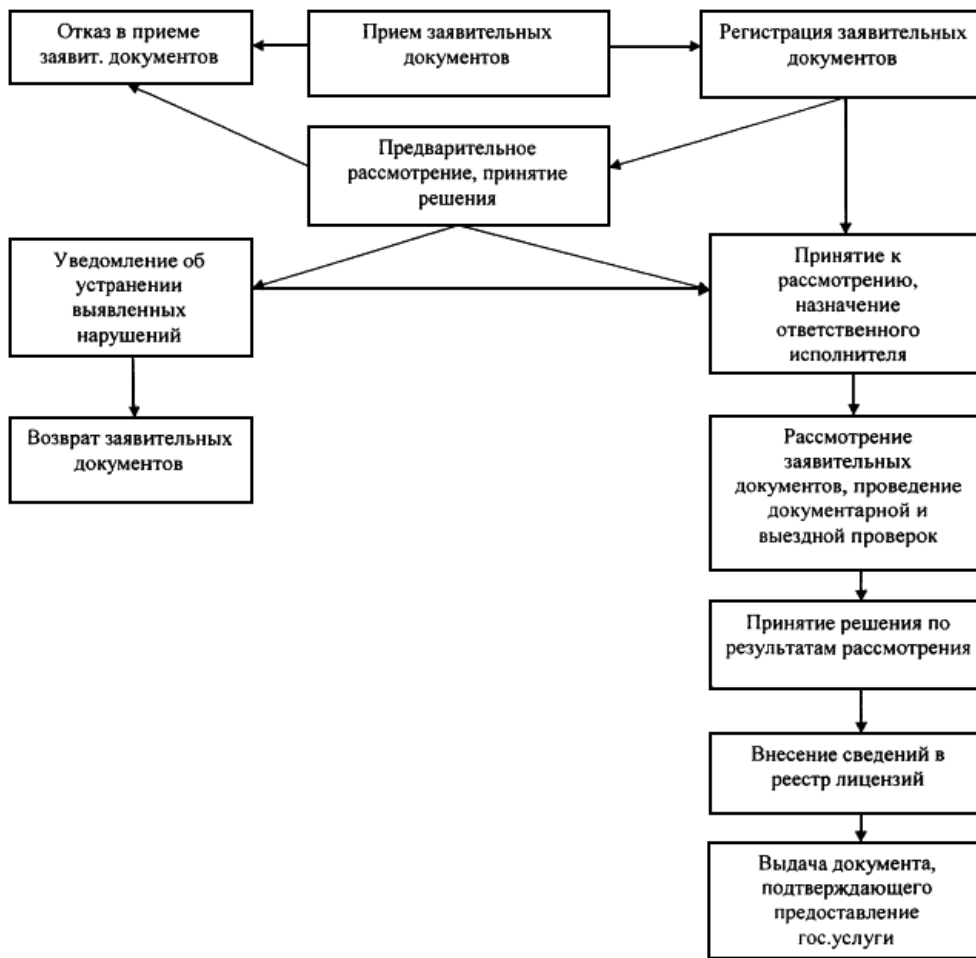 Отказ в приеме
заявит. документов
Прием заявительных
документов
Регистрация заявительных
документов
Предварительное
рассмотрение, принятие
решения
Уведомление об
устранении
выявленных
нарушений
Принятие к
рассмотрению,
назначение
ответственного
исполнителя
Возврат заявительных
документов
Рассмотрение
заявительных
документов, проведение
документарной и
выездной проверок
Принятие решения по
результатам рассмотрения
Внесение сведений в
реестр лицензий
Выдача документа,
подтверждающего
предоставление
гос.услуги